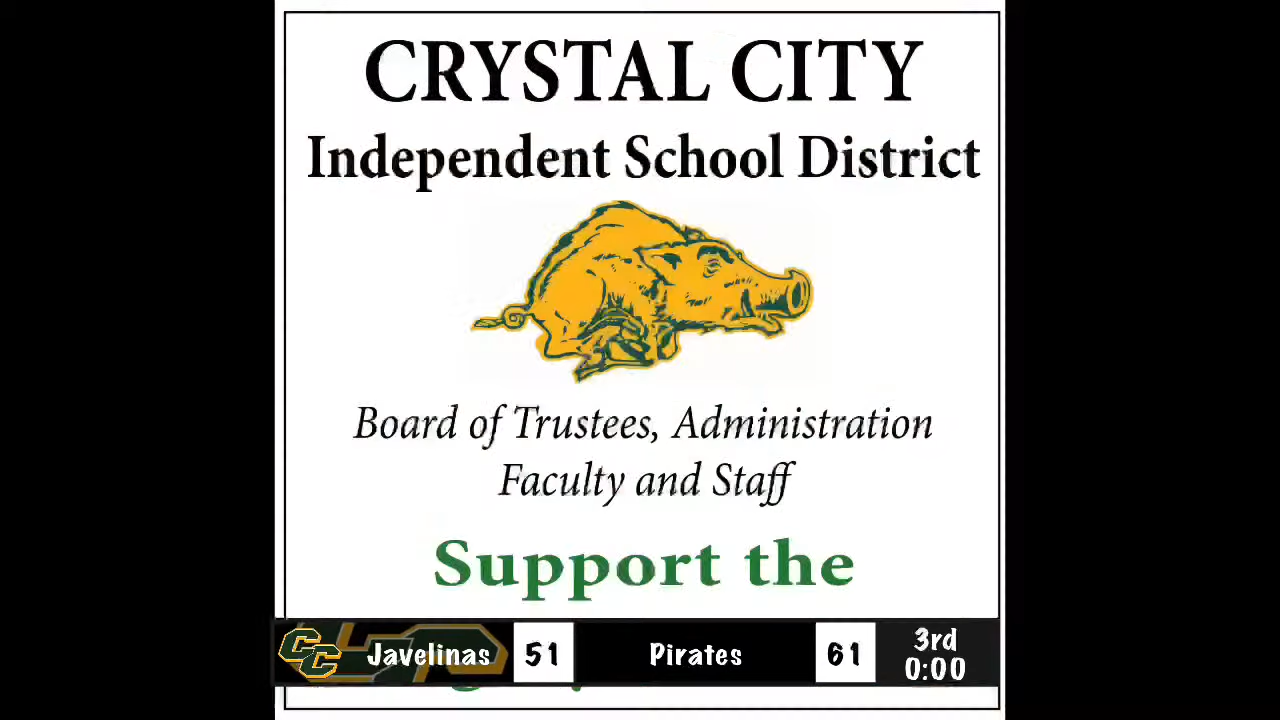 CRYSTAL CITY
Independent School District
Board of Trustees, Administration
Faculty and Staff
Support the
CC Javelinas 51 Pirates 61 3rd 0:00